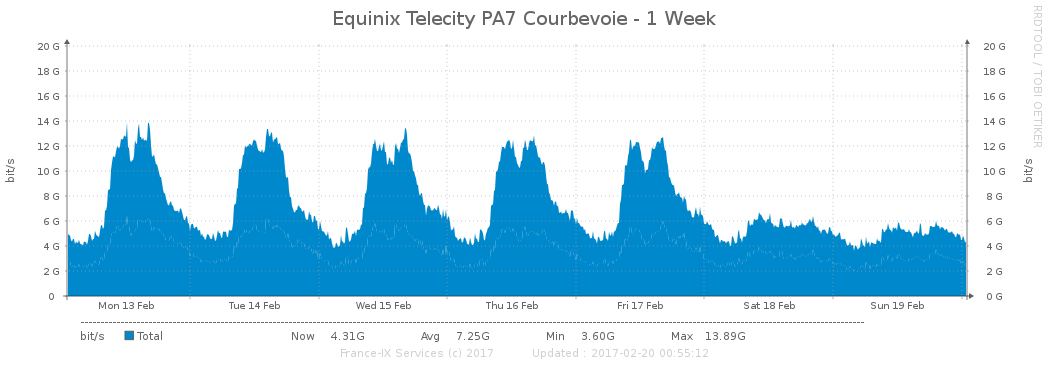 Equinix Telecity PA7 Courbevoie - 1 Week
RRDTOOL / TOBI OETIKER
bit/s
20 G
18 G
16 G
14 G
12 G
10 G
8 G
6 G
4 G
2 G
0
20 G
18 G
16 G
14 G
12 G
10 G
8 G
6 G
4 G
2 G
0 G
bit/s
Mon 13 Feb Tue 14 Feb Wed 15 Feb Thu 16 Feb Fri 17 Feb Sat 18 Feb Sun 19 Feb
bit/s Total Now 4.31G Avg 7.25G Min 3.60G Max 13.89G
France-IX Services (c) 2017 Updated : 2017-02-20 00:55:12